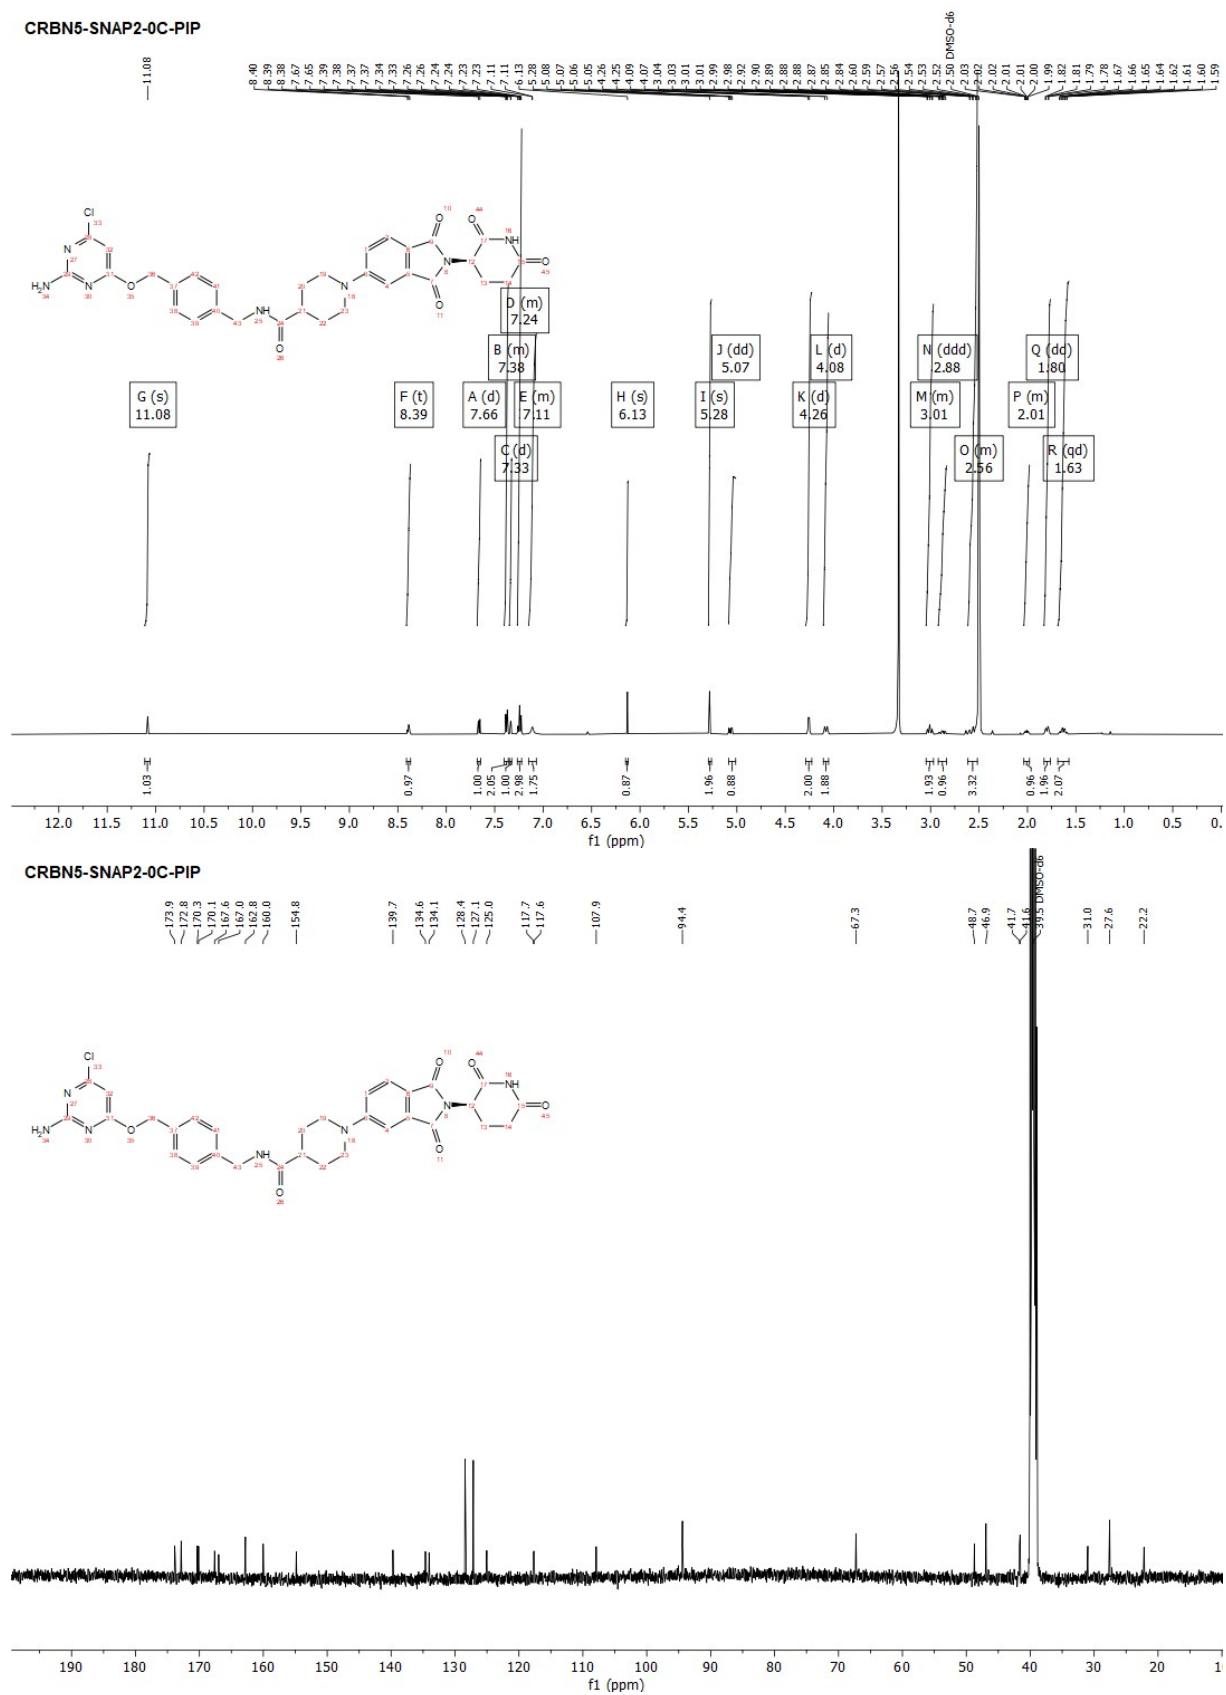 CRBN5-SNAP2-0C-PIP
11.08
8.40 8.39 8.38 7.67 7.65 7.39 7.38 7.37 7.37 7.34 7.33 7.26 7.26 7.24 7.24 7.23 7.23 7.11 7.11 6.13 5.28 5.08 5.07 5.06 5.05 4.26 4.25 4.09 4.07 3.04 3.03 3.01 3.01 2.99 2.98 2.92 2.90 2.89 2.88 2.88 2.87 2.85 2.84 2.60 2.59 2.57 2.56 2.54 2.53 2.52 2.50 DMSO-d6 2.03 2.02 2.02 2.01 2.01 2.00 1.99 1.82 1.81 1.79 1.78 1.67 1.66 1.65 1.64 1.62 1.61 1.60 1.59
Cl
N
H₂N
N
O
NH
O
N
O
N
O
O
NH
O
D (m)
7.24
B (m)
7.38
J (dd)
5.07
L (d)
4.08
N (ddd)
2.88
Q (dd)
1.80
G (s)
11.08
F (t)
8.39
A (d)
7.66
E (m)
7.11
H (s)
6.13
I (s)
5.28
K (d)
4.26
M (m)
3.01
P (m)
2.01
C (d)
7.33
O (m)
2.56
R (qd)
1.63
1.03 0.97 1.00 2.05 1.00 2.98 1.75 0.87 1.96 0.88 2.00 1.88 1.93 0.96 3.32 0.96 1.96 2.07
12.0 11.5 11.0 10.5 10.0 9.5 9.0 8.5 8.0 7.5 7.0 6.5 6.0 5.5 5.0 4.5 4.0 3.5 3.0 2.5 2.0 1.5 1.0 0.5 0.
f1 (ppm)
CRBN5-SNAP2-0C-PIP
173.9 172.8 170.3 170.1 167.6 167.0 162.8 160.0 154.8 139.7 134.6 134.1 128.4 127.1 125.0 117.7 117.6 107.9 94.4 67.3 48.7 46.9 41.7 41.6 39.5 DMSO-d6 31.0 27.6 22.2
Cl
N
H₂N
N
O
NH
O
N
O
N
O
O
NH
O
190 180 170 160 150 140 130 120 110 100 90 80 70 60 50 40 30 20 10
f1 (ppm)